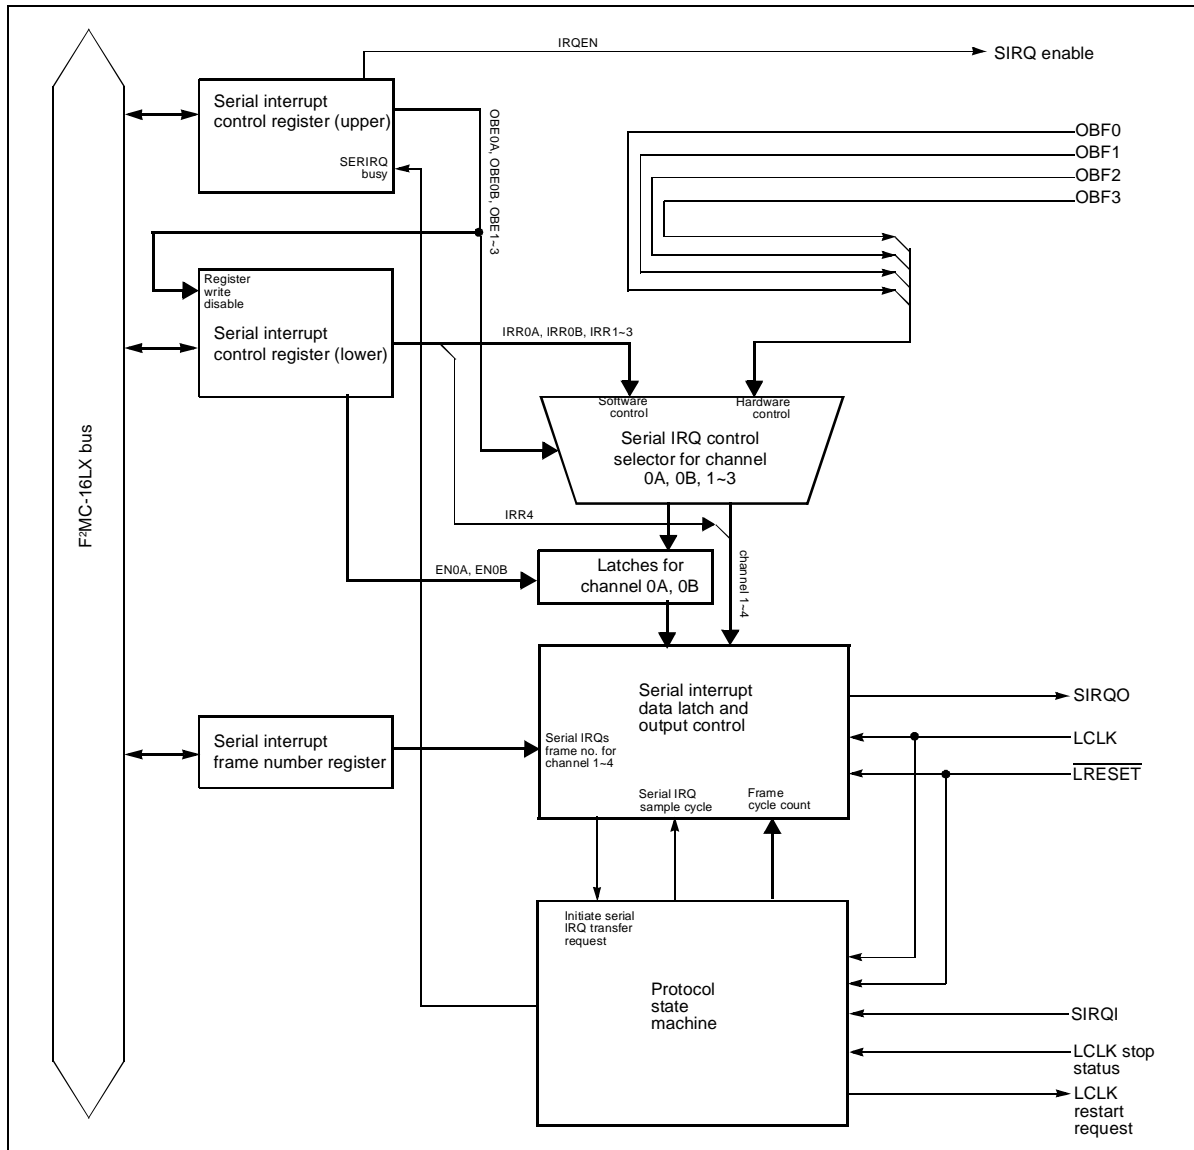 IRQEN
SIRQ enable
Serial interrupt
control register (upper)
SERIRQ
busy
OBE0A, OBE0B, OBE1~3
OBF0
OBF1
OBF2
OBF3
Register
write
disable
Serial interrupt
control register (lower)
IRR0A, IRR0B, IRR1~3
Software
control
Hardware
control
Serial IRQ control
selector for channel
0A, 0B, 1~3
F²MC-16LX bus
IRR4
channel 1~4
EN0A, EN0B
Latches for
channel 0A, 0B
Serial interrupt
data latch and
output control
SIRQO
Serial interrupt
frame number register
Serial IRQs
frame no. for
channel 1~4
LCLK
LRESET
Serial IRQ
sample cycle
Frame
cycle count
Initiate serial
IRQ transfer
request
Protocol
state
machine
SIRQI
LCLK stop
status
LCLK
restart
request